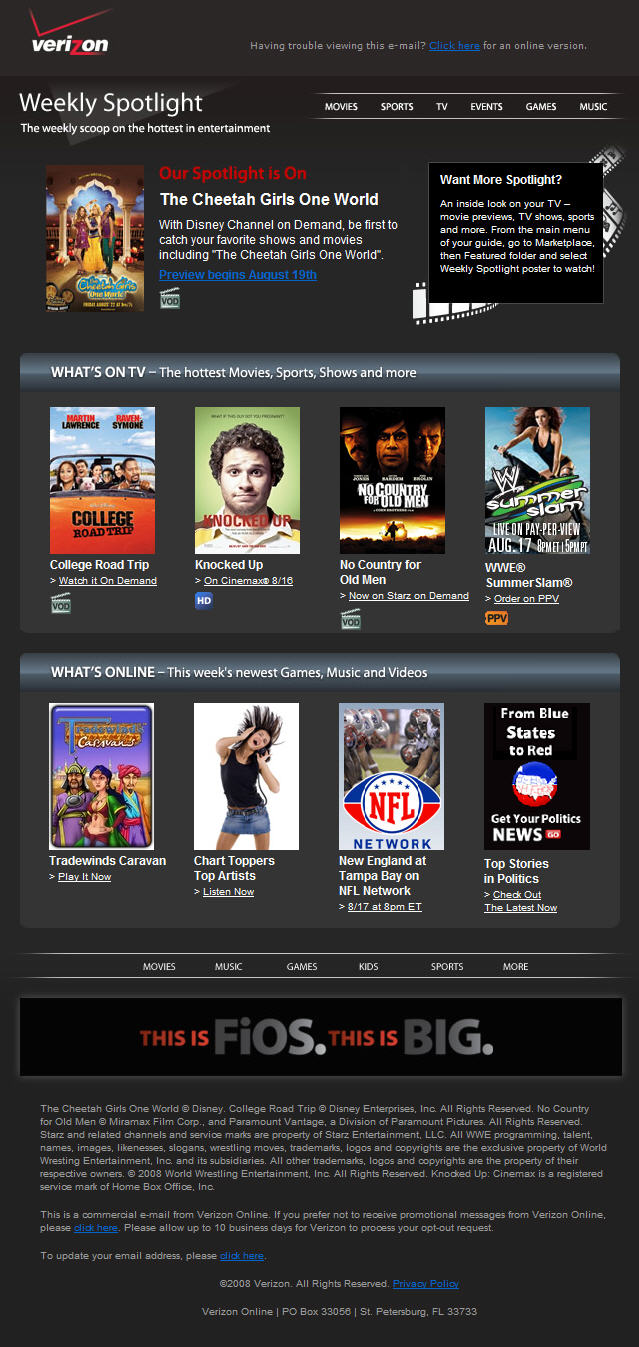 verizon
Having trouble viewing this e-mail? Click here for an online version.
Weekly Spotlight
The weekly scoop on the hottest in entertainment
MOVIES SPORTS TV EVENTS GAMES MUSIC
Our Spotlight is On
The Cheetah Girls One World
With Disney Channel on Demand, be first to
catch your favorite shows and movies
including "The Cheetah Girls One World".
Preview begins August 19th
VOD
The Cheetah Girls
One World
Want More Spotlight?
An inside look on your TV –
movie previews, TV shows, sports
and more. From the main menu
of your guide, go to Marketplace,
then Featured folder and select
Weekly Spotlight poster to watch!
WHAT'S ON TV – The hottest Movies, Sports, Shows and more
MARTIN LAWRENCE RAVEN-SYMONÉ
COLLEGE ROAD TRIP
College Road Trip
> Watch it On Demand
VOD
WHAT IF THIS GUY GOT YOU PREGNANT?
KNOCKED UP
Knocked Up
> On Cinemax® 8/16
HD
JONES BARDEM BROLIN
NO COUNTRY FOR OLD MEN
No Country for
Old Men
> Now on Starz on Demand
VOD
W
summer slam
LIVE ON PAY-PER-VIEW
AUG. 17 8PM ET | 5PM PT
WWE®
SummerSlam®
> Order on PPV
PPV
WHAT'S ONLINE – This week's newest Games, Music and Videos
Tradewinds
Caravans
Tradewinds Caravan
> Play It Now
Chart Toppers
Top Artists
> Listen Now
NFL
NETWORK
New England at
Tampa Bay on
NFL Network
> 8/17 at 8pm ET
From Blue
States
to Red
Get Your Politics
NEWS GO
Top Stories
in Politics
> Check Out
The Latest Now
MOVIES MUSIC GAMES KIDS SPORTS MORE
THIS IS FiOS. THIS IS BIG.
The Cheetah Girls One World © Disney. College Road Trip © Disney Enterprises, Inc. All Rights Reserved. No Country
for Old Men © Miramax Film Corp., and Paramount Vantage, a Division of Paramount Pictures. All Rights Reserved.
Starz and related channels and service marks are property of Starz Entertainment, LLC. All WWE programming, talent,
names, images, likenesses, slogans, wrestling moves, trademarks, logos and copyrights are the exclusive property of World
Wresting Entertainment, Inc. and its subsidiaries. All other trademarks, logos and copyrights are the property of their
respective owners. © 2008 World Wrestling Entertainment, Inc. All Rights Reserved. Knocked Up: Cinemax is a registered
service mark of Home Box Office, Inc.
This is a commercial e-mail from Verizon Online. If you prefer not to receive promotional messages from Verizon Online,
please click here. Please allow up to 10 business days for Verizon to process your opt-out request.
To update your email address, please click here.
©2008 Verizon. All Rights Reserved. Privacy Policy
Verizon Online | PO Box 33056 | St. Petersburg, FL 33733